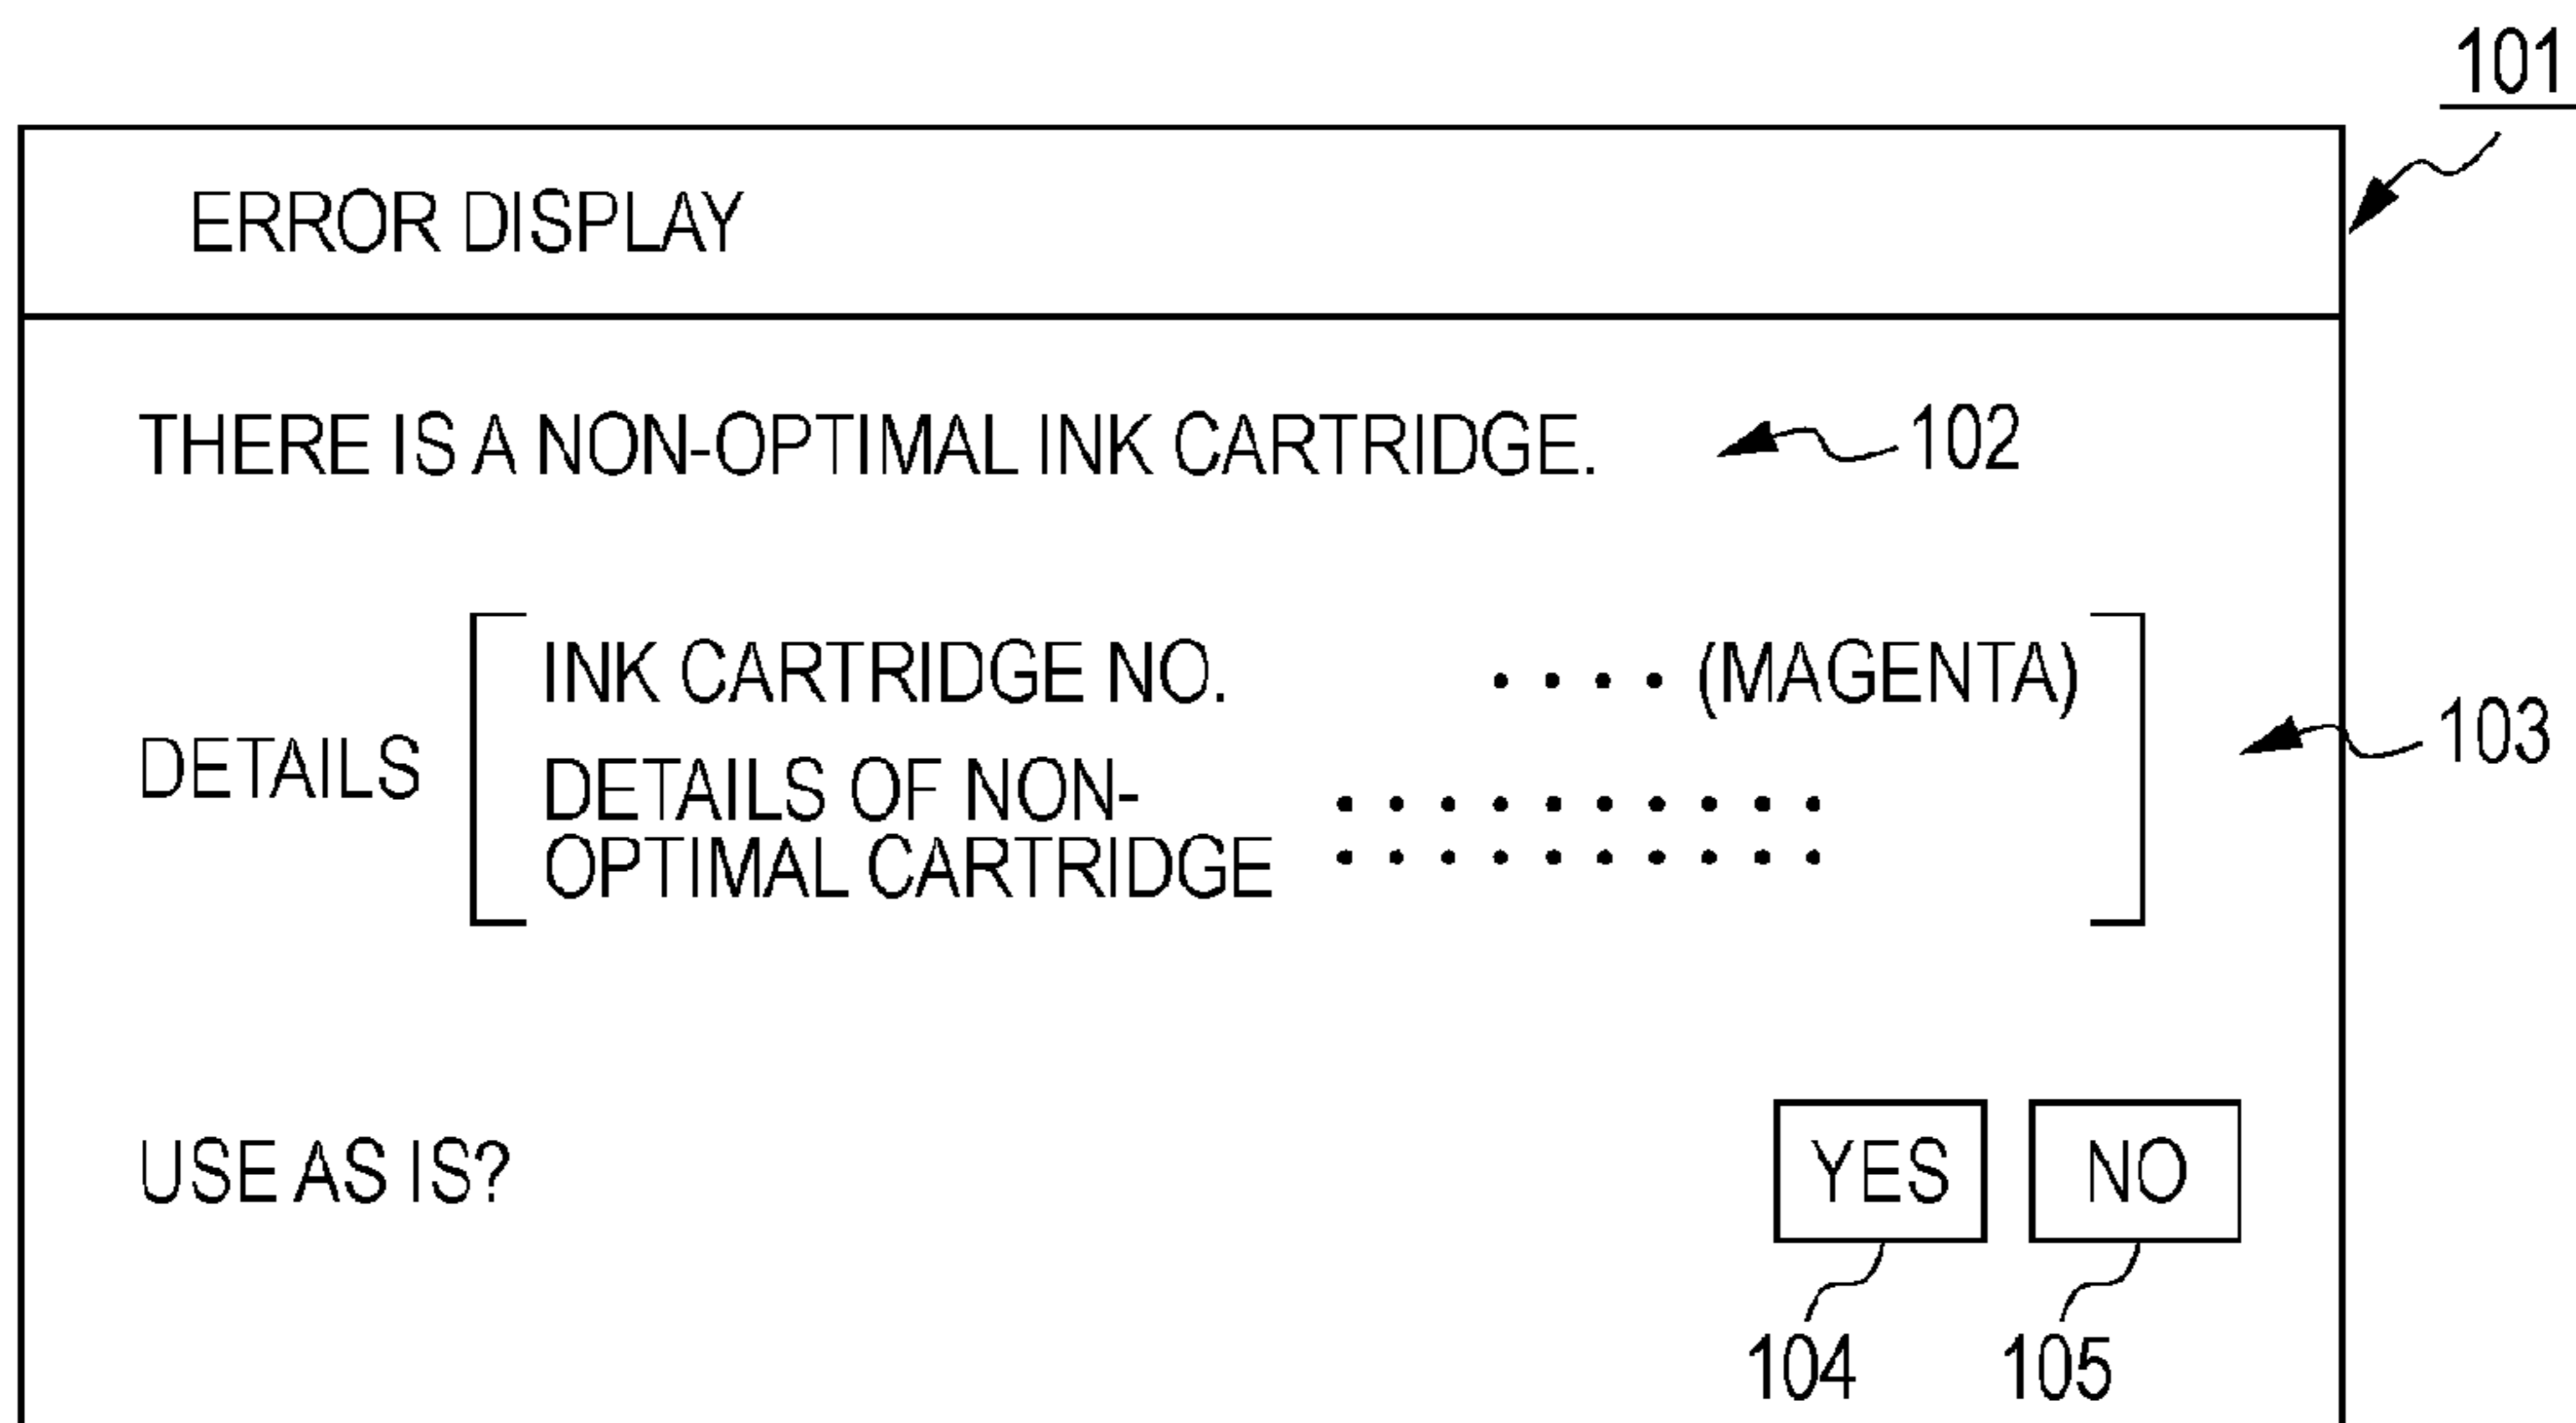 101
ERROR DISPLAY
THERE IS A NON-OPTIMAL INK CARTRIDGE. 102
INK CARTRIDGE NO. • • • • (MAGENTA)
DETAILS 103
DETAILS OF NON- • • • • • • • • • •
OPTIMAL CARTRIDGE • • • • • • • • • •
USE AS IS? YES NO
104 105